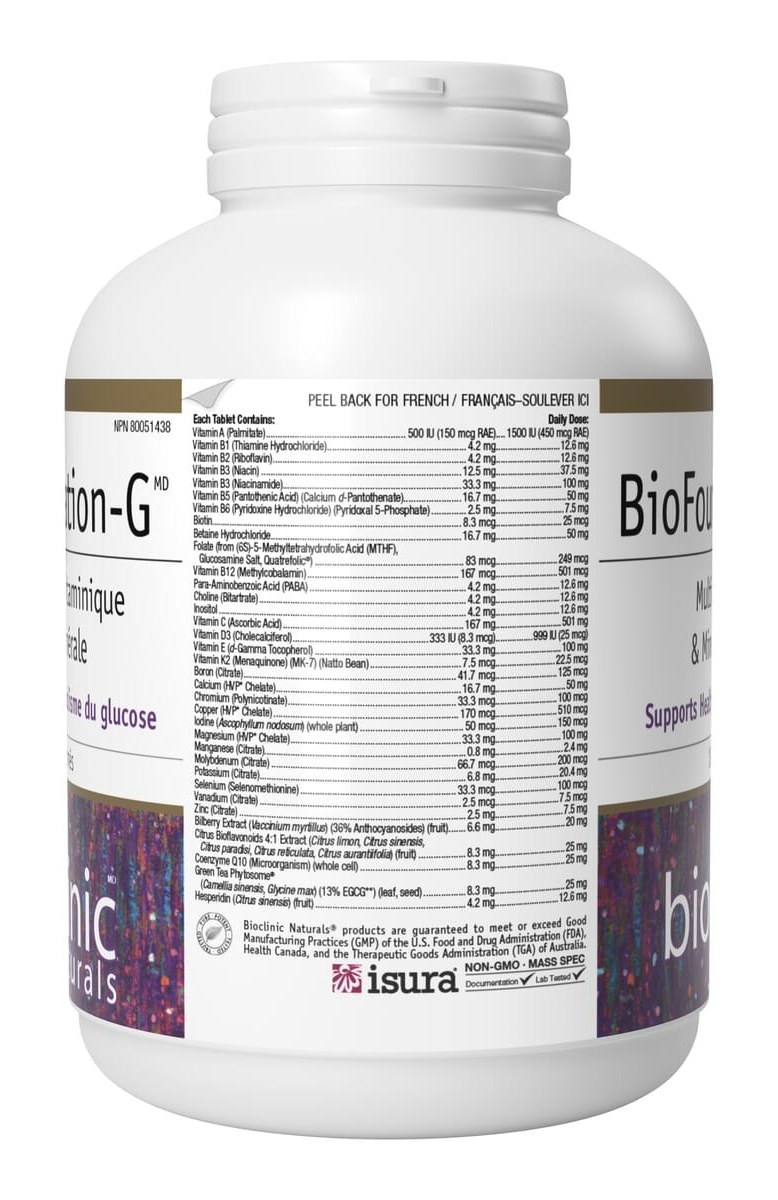 PEEL BACK FOR FRENCH / FRANÇAIS–SOULEVER ICI
NPN 80051438
Each Tablet Contains: Daily Dose:
Vitamin A (Palmitate) 500 IU (150 mcg RAE) 1500 IU (450 mcg RAE)
Vitamin B1 (Thiamine Hydrochloride) 4.2 mg 12.6 mg
Vitamin B2 (Riboflavin) 4.2 mg 12.6 mg
Vitamin B3 (Niacin) 12.5 mg 37.5 mg
Vitamin B3 (Niacinamide) 33.3 mg 100 mg
Vitamin B5 (Pantothenic Acid) (Calcium d-Pantothenate) 16.7 mg 50 mg
Vitamin B6 (Pyridoxine Hydrochloride) (Pyridoxal 5-Phosphate) 2.5 mg 7.5 mg
Biotin 8.3 mcg 25 mcg
Betaine Hydrochloride 16.7 mg 50 mg
Folate (from (6S)-5-Methyltetrahydrofolic Acid (MTHF),
Glucosamine Salt, Quatrefolic®) 83 mcg 249 mcg
Vitamin B12 (Methylcobalamin) 167 mcg 501 mcg
Para-Aminobenzoic Acid (PABA) 4.2 mg 12.6 mg
Choline (Bitartrate) 4.2 mg 12.6 mg
Inositol 4.2 mg 12.6 mg
Vitamin C (Ascorbic Acid) 167 mg 501 mg
Vitamin D3 (Cholecalciferol) 333 IU (8.3 mcg) 999 IU (25 mcg)
Vitamin E (d-Gamma Tocopherol) 33.3 mg 100 mg
Vitamin K2 (Menaquinone) (MK-7) (Natto Bean) 7.5 mcg 22.5 mcg
Boron (Citrate) 41.7 mcg 125 mcg
Calcium (HVP* Chelate) 16.7 mg 50 mg
Chromium (Polynicotinate) 33.3 mcg 100 mcg
Copper (HVP* Chelate) 170 mcg 510 mcg
Iodine (Ascophyllum nodosum) (whole plant) 50 mcg 150 mcg
Magnesium (HVP* Chelate) 33.3 mg 100 mg
Manganese (Citrate) 0.8 mg 2.4 mg
Molybdenum (Citrate) 66.7 mcg 200 mcg
Potassium (Citrate) 6.8 mg 20.4 mg
Selenium (Selenomethionine) 33.3 mcg 100 mcg
Vanadium (Citrate) 2.5 mcg 7.5 mcg
Zinc (Citrate) 2.5 mg 7.5 mg
Bilberry Extract (Vaccinium myrtillus) (36% Anthocyanosides) (fruit) 6.6 mg 20 mg
Citrus Bioflavonoids 4:1 Extract (Citrus limon, Citrus sinensis,
Citrus paradisi, Citrus reticulata, Citrus aurantiifolia) (fruit) 8.3 mg 25 mg
Coenzyme Q10 (Microorganism) (whole cell) 8.3 mg 25 mg
Green Tea Phytosome®
(Camellia sinensis, Glycine max) (13% EGCG**) (leaf, seed) 8.3 mg 25 mg
Hesperidin (Citrus sinensis) (fruit) 4.2 mg 12.6 mg
Bioclinic Naturals® products are guaranteed to meet or exceed Good
Manufacturing Practices (GMP) of the U.S. Food and Drug Administration (FDA),
Health Canada, and the Therapeutic Goods Administration (TGA) of Australia.
PURE POTENT TRUSTED
isura®
NON-GMO · MASS SPEC
Documentation Lab Tested
ation-G MD
taminique
érale
isme du glucose
nic MD
urals
BioFou
Multi
& Min
Supports Heal
bio